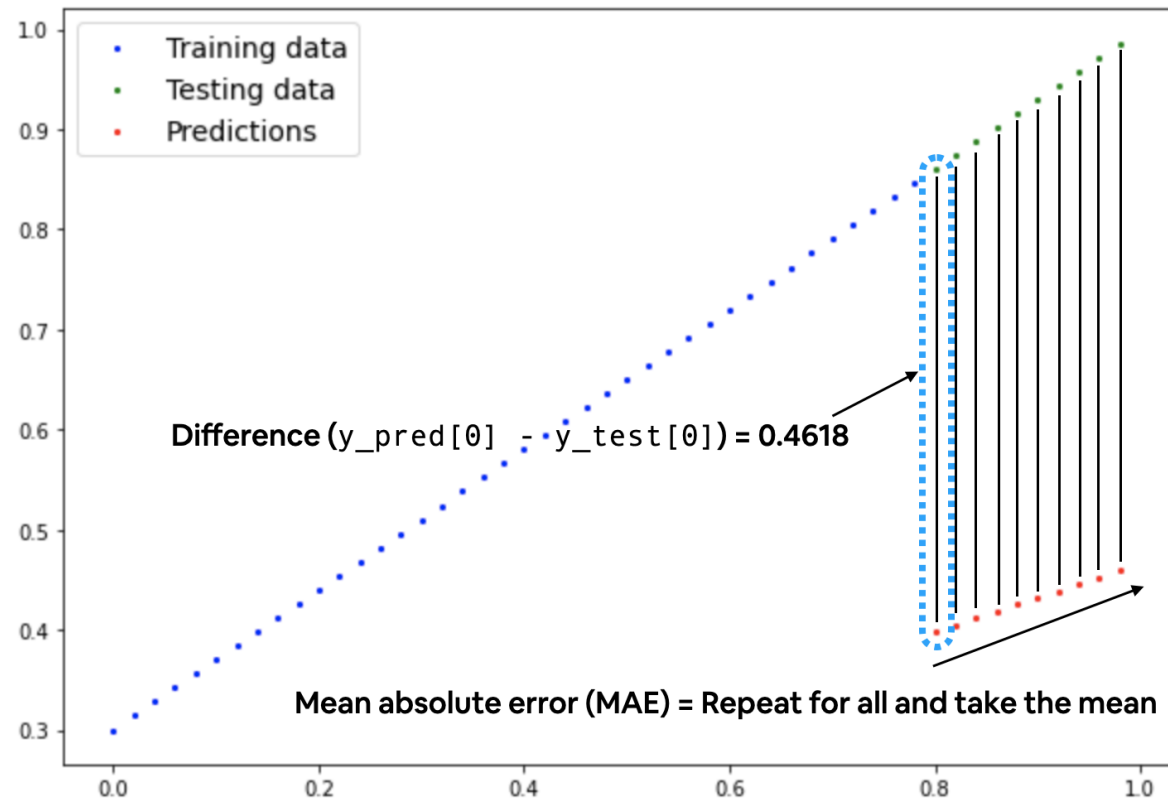 1.0
Training data
Testing data
Predictions
0.9
0.8
0.7
0.6
Difference (y_pred[0] - y_test[0]) = 0.4618
0.5
0.4
Mean absolute error (MAE) = Repeat for all and take the mean
0.3
0.0 0.2 0.4 0.6 0.8 1.0